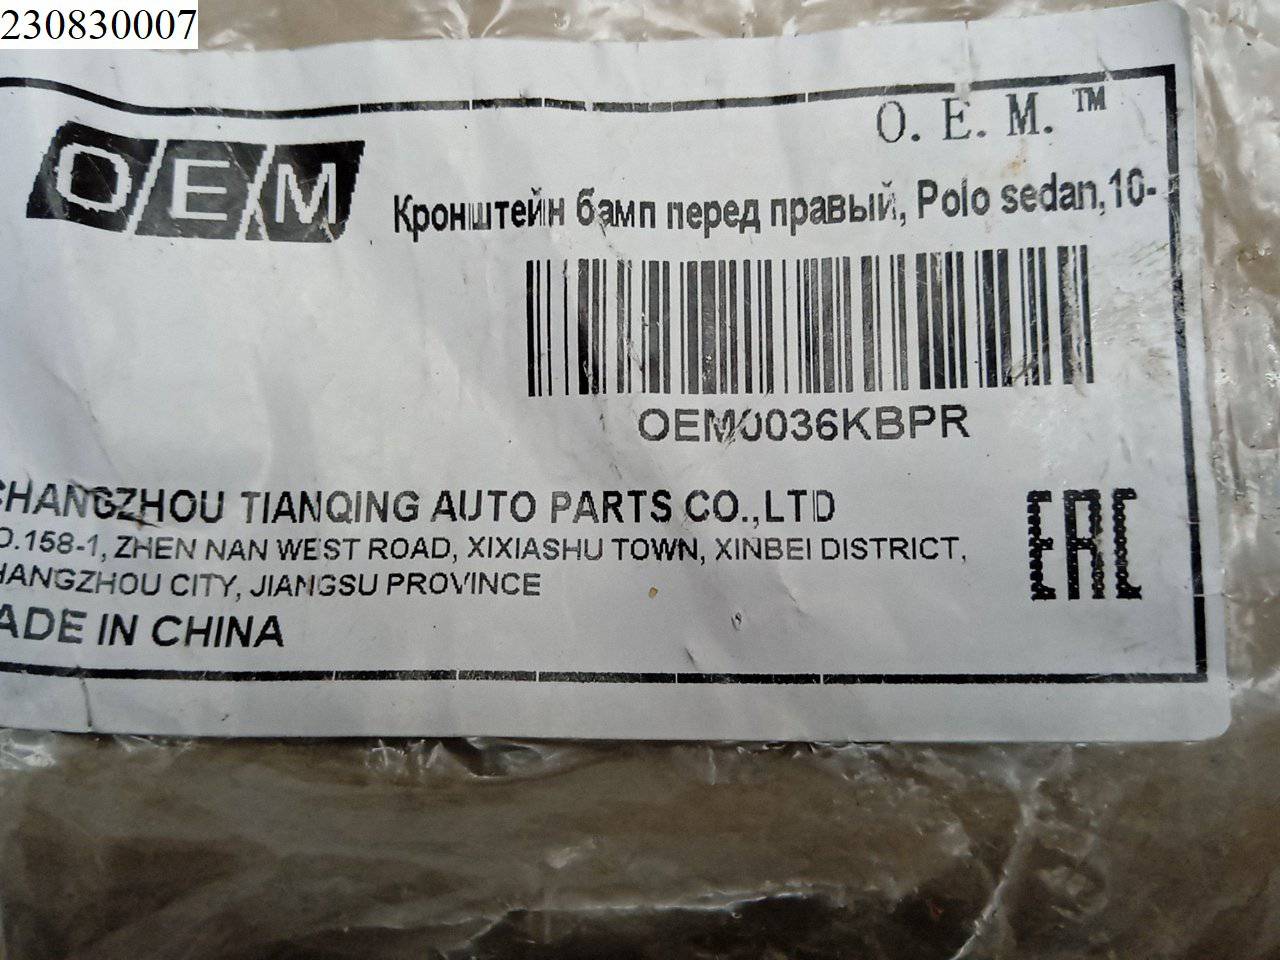 230830007
O. E. M.™
OEM
Кронштейн бамп перед правый, Polo sedan,10-
OEM0036KBPR
CHANGZHOU TIANQING AUTO PARTS CO.,LTD
O.158-1, ZHEN NAN WEST ROAD, XIXIASHU TOWN, XINBEI DISTRICT,
HANGZHOU CITY, JIANGSU PROVINCE
ADE IN CHINA
EAC